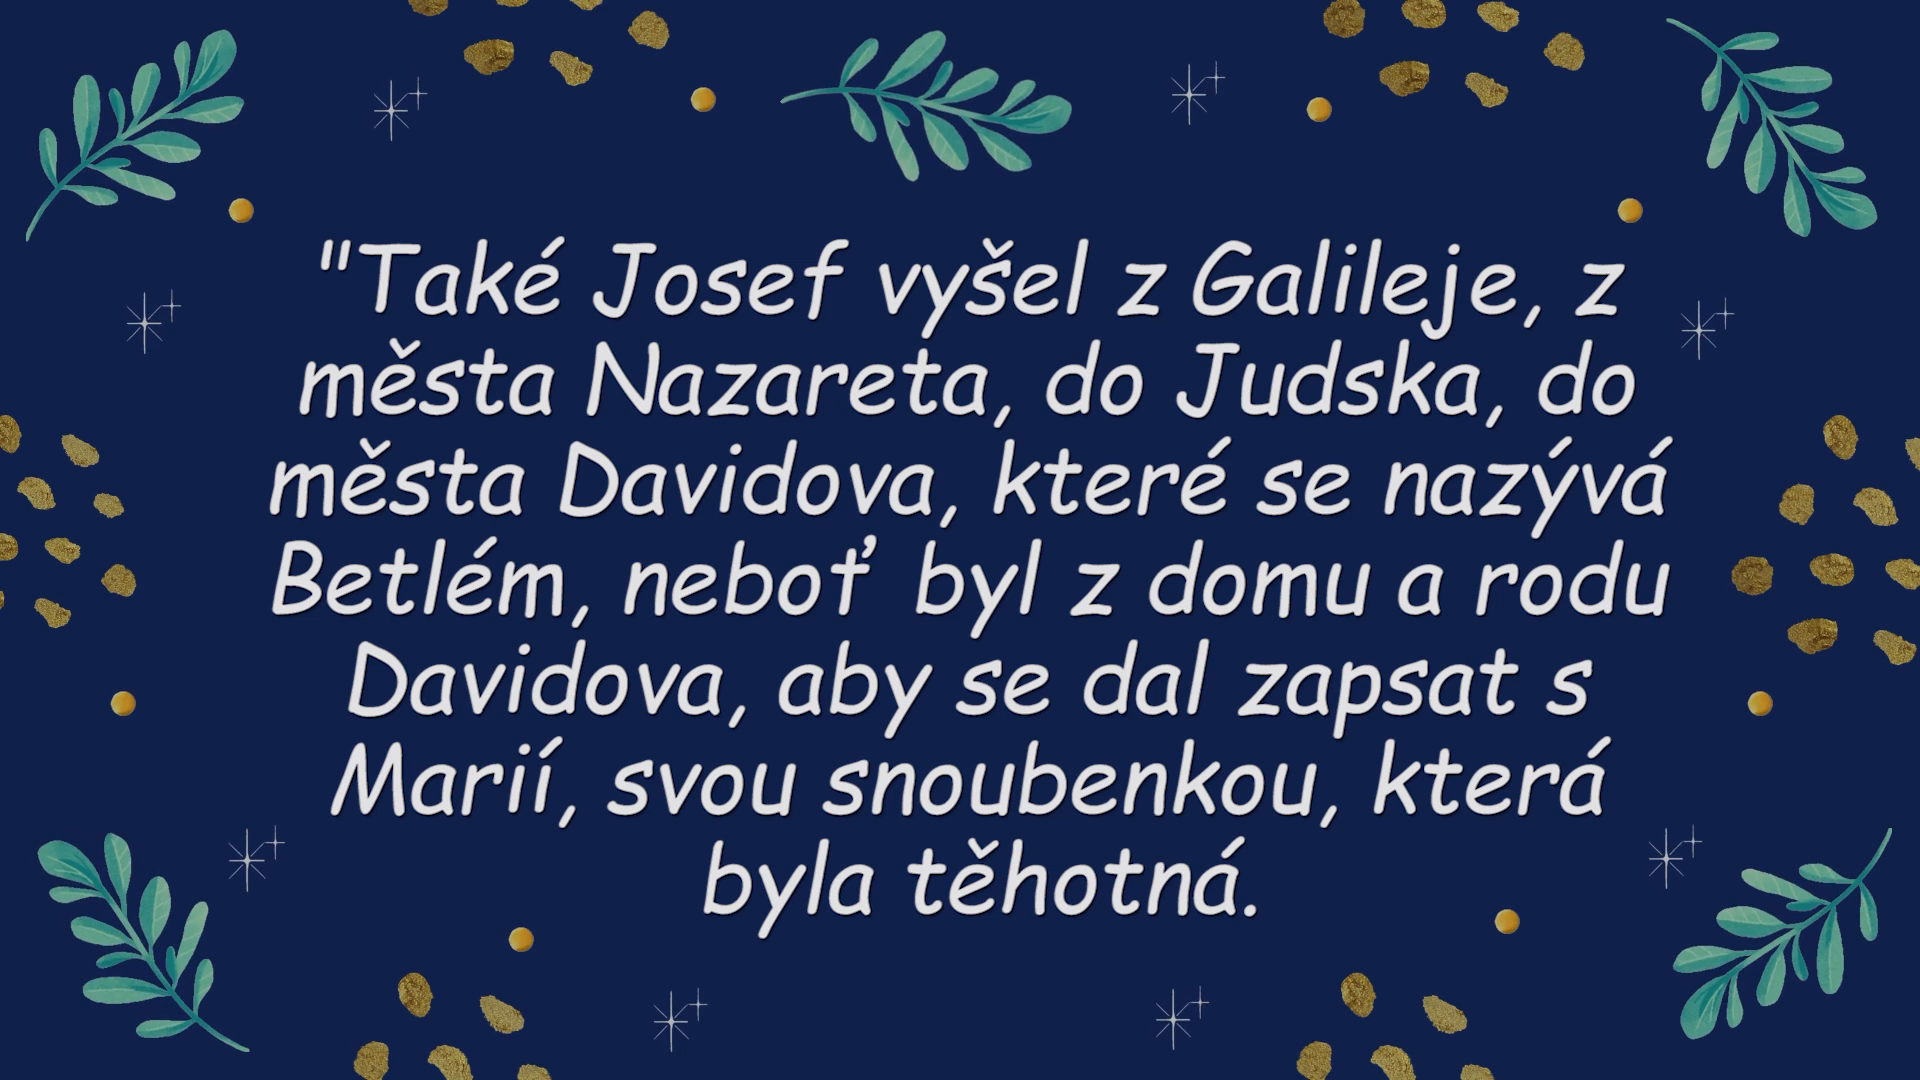 "Také Josef vyšel z Galileje, z
města Nazareta, do Judska, do
města Davidova, které se nazývá
Betlém, neboť byl z domu a rodu
Davidova, aby se dal zapsat s
Marií, svou snoubenkou, která
byla těhotná.